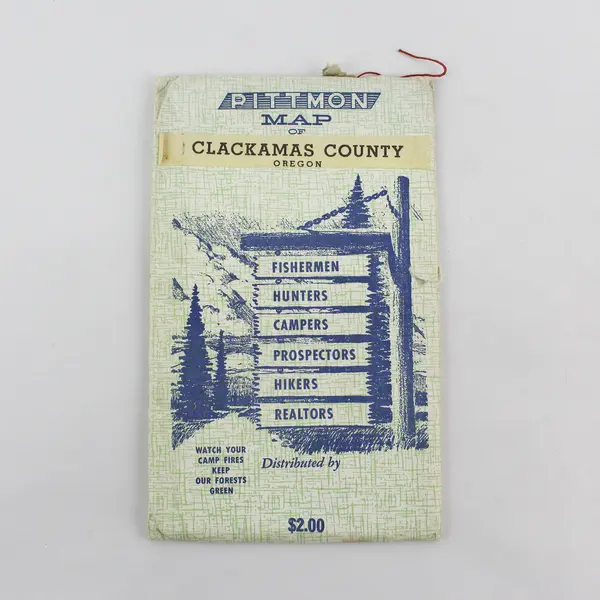 PITTMON
MAP
OF
CLACKAMAS COUNTY
OREGON
FISHERMEN
HUNTERS
CAMPERS
PROSPECTORS
HIKERS
REALTORS
WATCH YOUR
CAMP FIRES
KEEP
OUR FORESTS
GREEN
Distributed by
$2.00